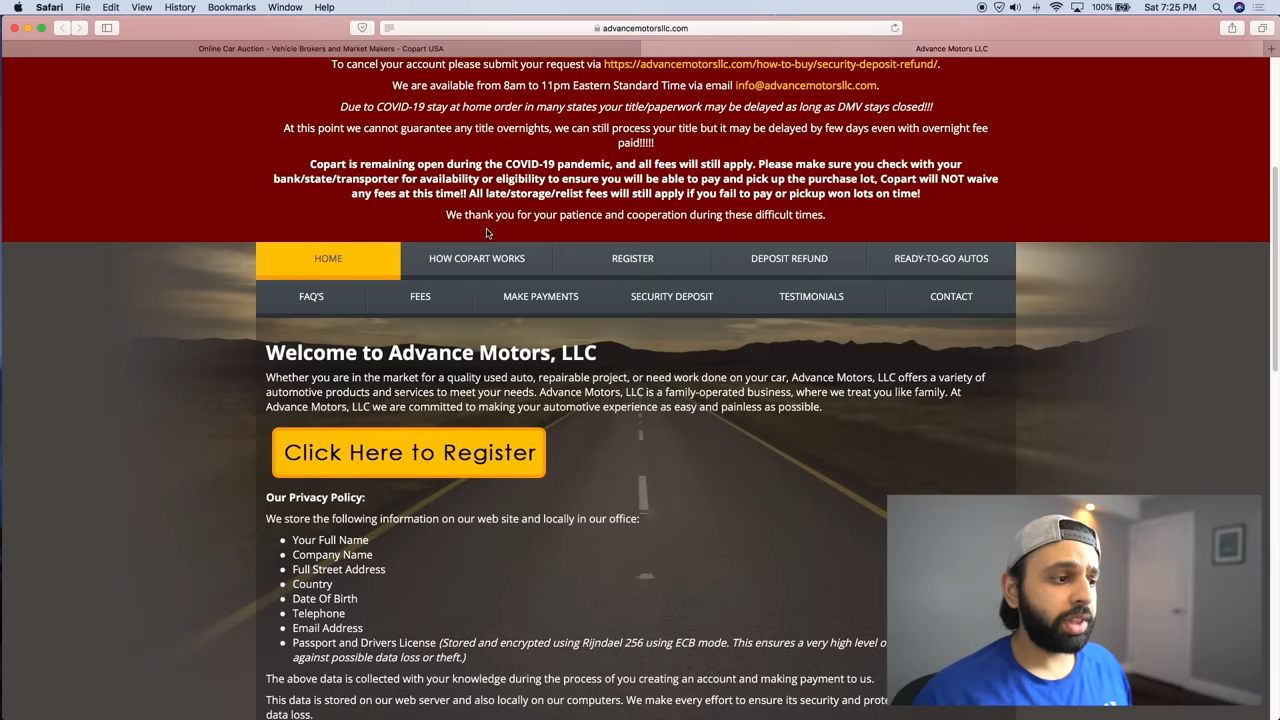 Safari File Edit View History Bookmarks Window Help 100% Sat 7:25 PM
advancemotorsllc.com
Online Car Auction - Vehicle Brokers and Market Makers - Copart USA Advance Motors LLC
To cancel your account please submit your request via https://advancemotorsllc.com/how-to-buy/security-deposit-refund/.
We are available from 8am to 11pm Eastern Standard Time via email info@advancemotorsllc.com.
Due to COVID-19 stay at home order in many states your title/paperwork may be delayed as long as DMV stays closed!!!
At this point we cannot guarantee any title overnights, we can still process your title but it may be delayed by few days even with overnight fee
paid!!!!!
Copart is remaining open during the COVID-19 pandemic, and all fees will still apply. Please make sure you check with your
bank/state/transporter for availability or eligibility to ensure you will be able to pay and pick up the purchase lot, Copart will NOT waive
any fees at this time!! All late/storage/relist fees will still apply if you fail to pay or pickup won lots on time!
We thank you for your patience and cooperation during these difficult times.
HOME HOW COPART WORKS REGISTER DEPOSIT REFUND READY-TO-GO AUTOS
FAQ'S FEES MAKE PAYMENTS SECURITY DEPOSIT TESTIMONIALS CONTACT
Welcome to Advance Motors, LLC
Whether you are in the market for a quality used auto, repairable project, or need work done on your car, Advance Motors, LLC offers a variety of
automotive products and services to meet your needs. Advance Motors, LLC is a family-operated business, where we treat you like family. At
Advance Motors, LLC we are committed to making your automotive experience as easy and painless as possible.
Click Here to Register
Our Privacy Policy:
We store the following information on our web site and locally in our office:
Your Full Name
Company Name
Full Street Address
Country
Date Of Birth
Telephone
Email Address
Passport and Drivers License (Stored and encrypted using Rijndael 256 using ECB mode. This ensures a very high level o
against possible data loss or theft.)
The above data is collected with your knowledge during the process of you creating an account and making payment to us.
This data is stored on our web server and also locally on our computers. We make every effort to ensure its security and prote
data loss.